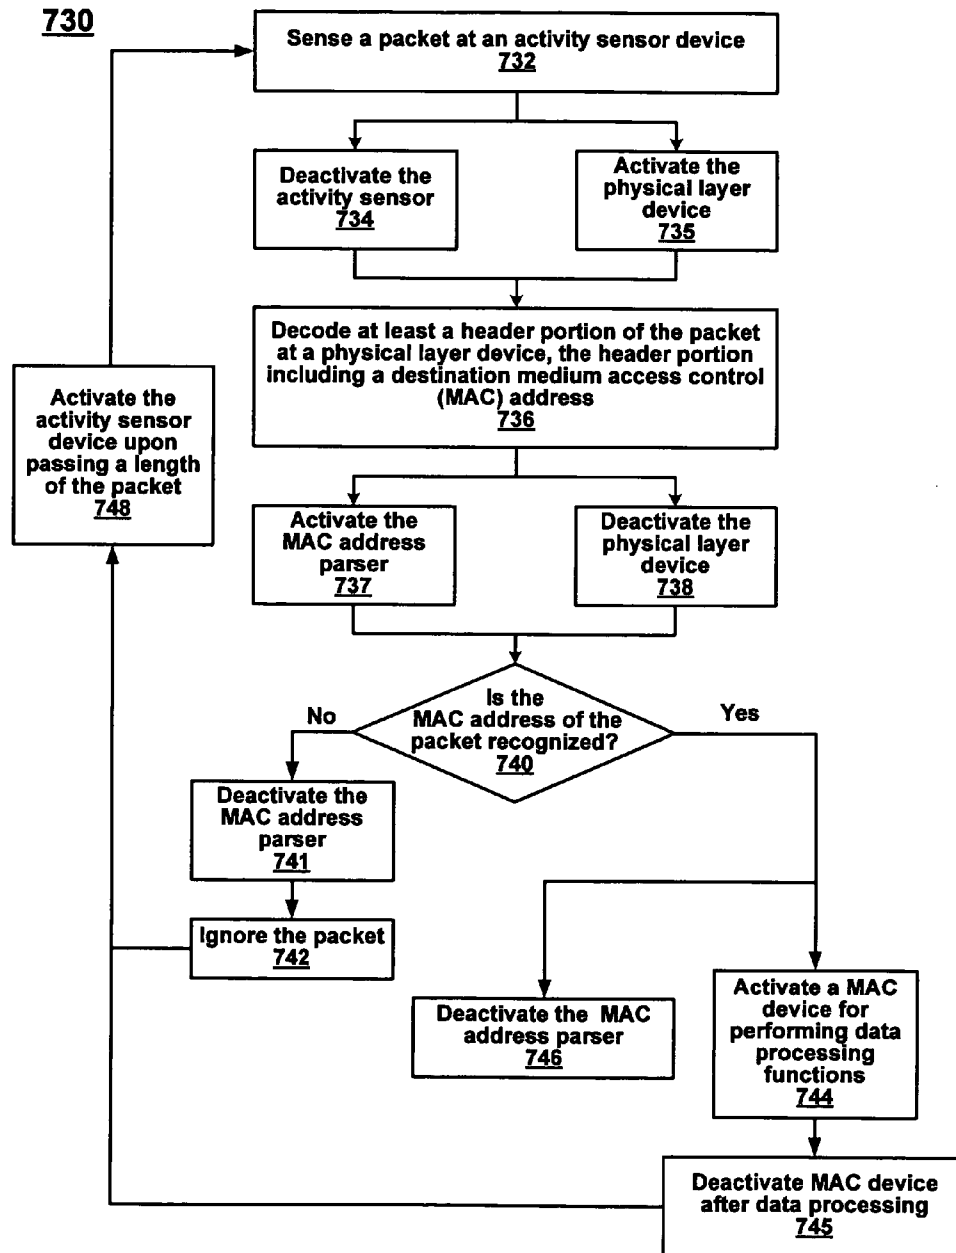 730
Sense a packet at an activity sensor device
732
Deactivate the
activity sensor
734
Activate the
physical layer
device
735
Decode at least a header portion of the packet
at a physical layer device, the header portion
including a destination medium access control
(MAC) address
736
Activate the
activity sensor
device upon
passing a length
of the packet
748
Activate the
MAC address
parser
737
Deactivate the
physical layer
device
738
Is the
MAC address of the
packet recognized?
740
No
Yes
Deactivate the
MAC address
parser
741
Ignore the packet
742
Deactivate the MAC
address parser
746
Activate a MAC
device for
performing data
processing
functions
744
Deactivate MAC device
after data processing
745